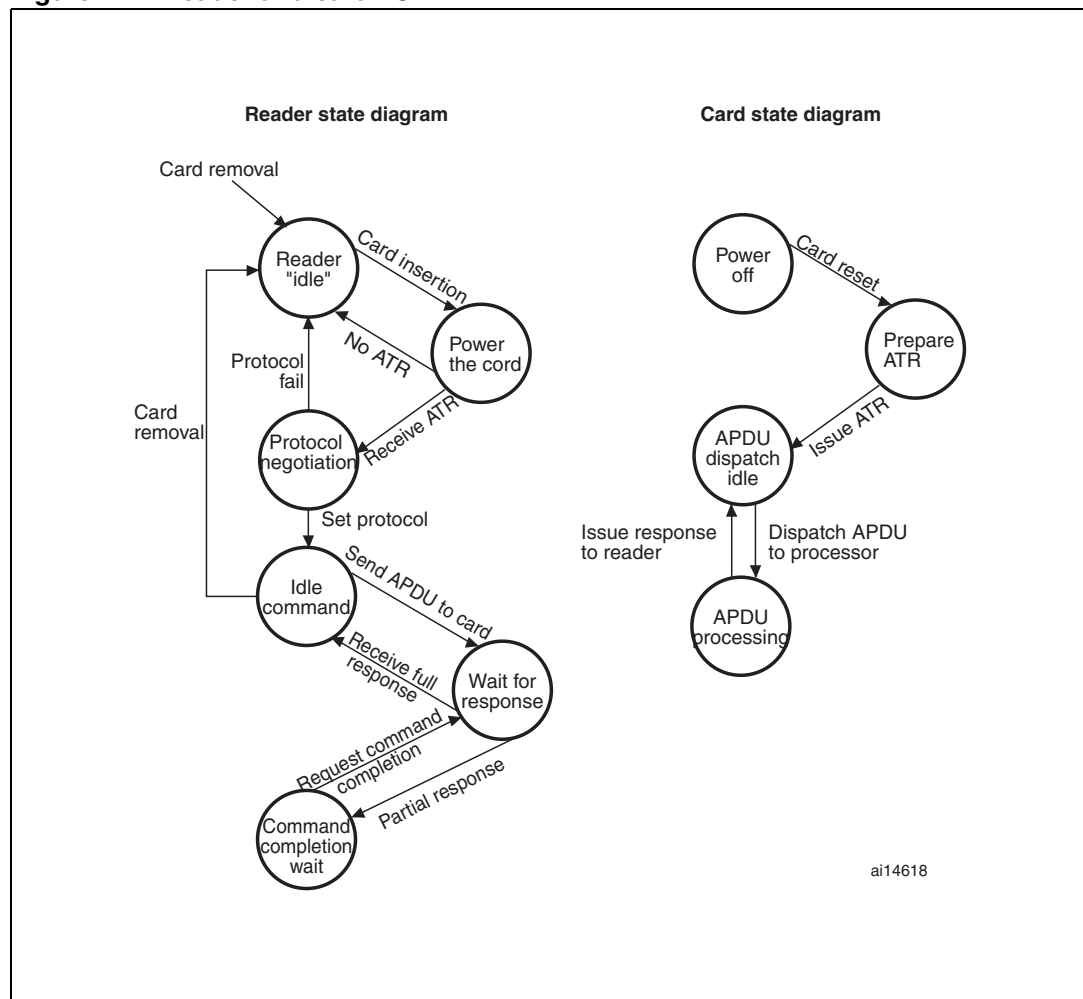 Reader state diagram
Card state diagram
Card removal
Reader
"idle"
Card insertion
Power
the cord
No ATR
Protocol
fail
Receive ATR
Card
removal
Protocol
negotiation
Set protocol
Idle
command
Send APDU to card
Receive full
response
Wait for
response
Request command
completion
Partial response
Command
completion
wait
Power
off
Card reset
Prepare
ATR
Issue ATR
APDU
dispatch
idle
Issue response
to reader
Dispatch APDU
to processor
APDU
processing
ai14618